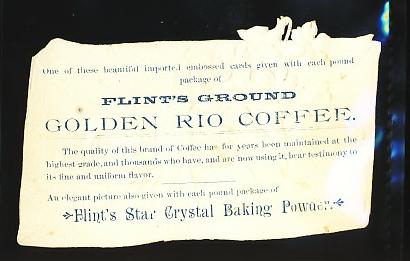 One of these beautiful imported embossed cards given with each pound
package of
FLINT'S GROUND
GOLDEN RIO COFFEE.
The quality of this brand of Coffee has for years been maintained at the
highest grade, and thousands who have, and are now using it, bear testimony to
its fine and uniform flavor.
An elegant picture also given with each pound package of
Flint's Star Crystal Baking Powder.